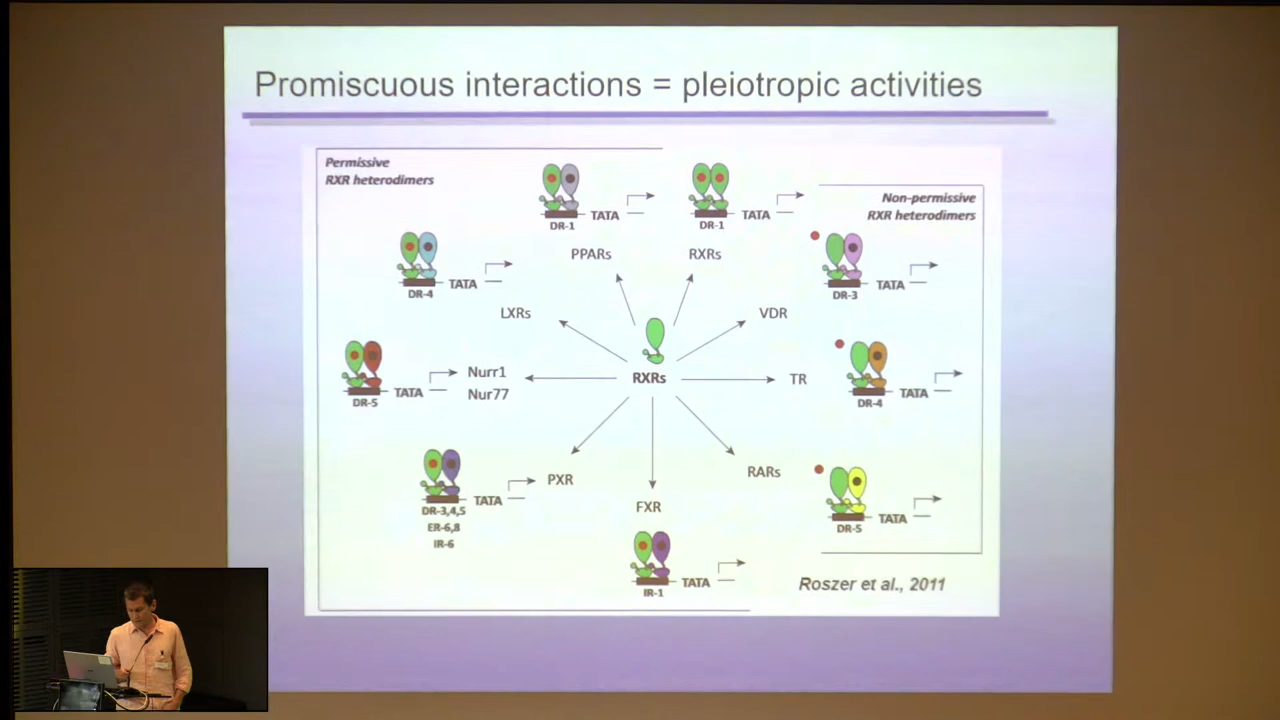 Promiscuous interactions = pleiotropic activities
Permissive
RXR heterodimers
Non-permissive
RXR heterodimers
TATA
DR-1
PPARs
TATA
DR-1
RXRs
TATA
DR-4
LXRs
TATA
DR-3
VDR
TATA
DR-5
Nurr1
Nur77
RXRs
TR
TATA
DR-4
TATA
DR-3,4,5
ER-6,8
IR-6
PXR
FXR
TATA
IR-1
RARs
TATA
DR-5
Roszer et al., 2011